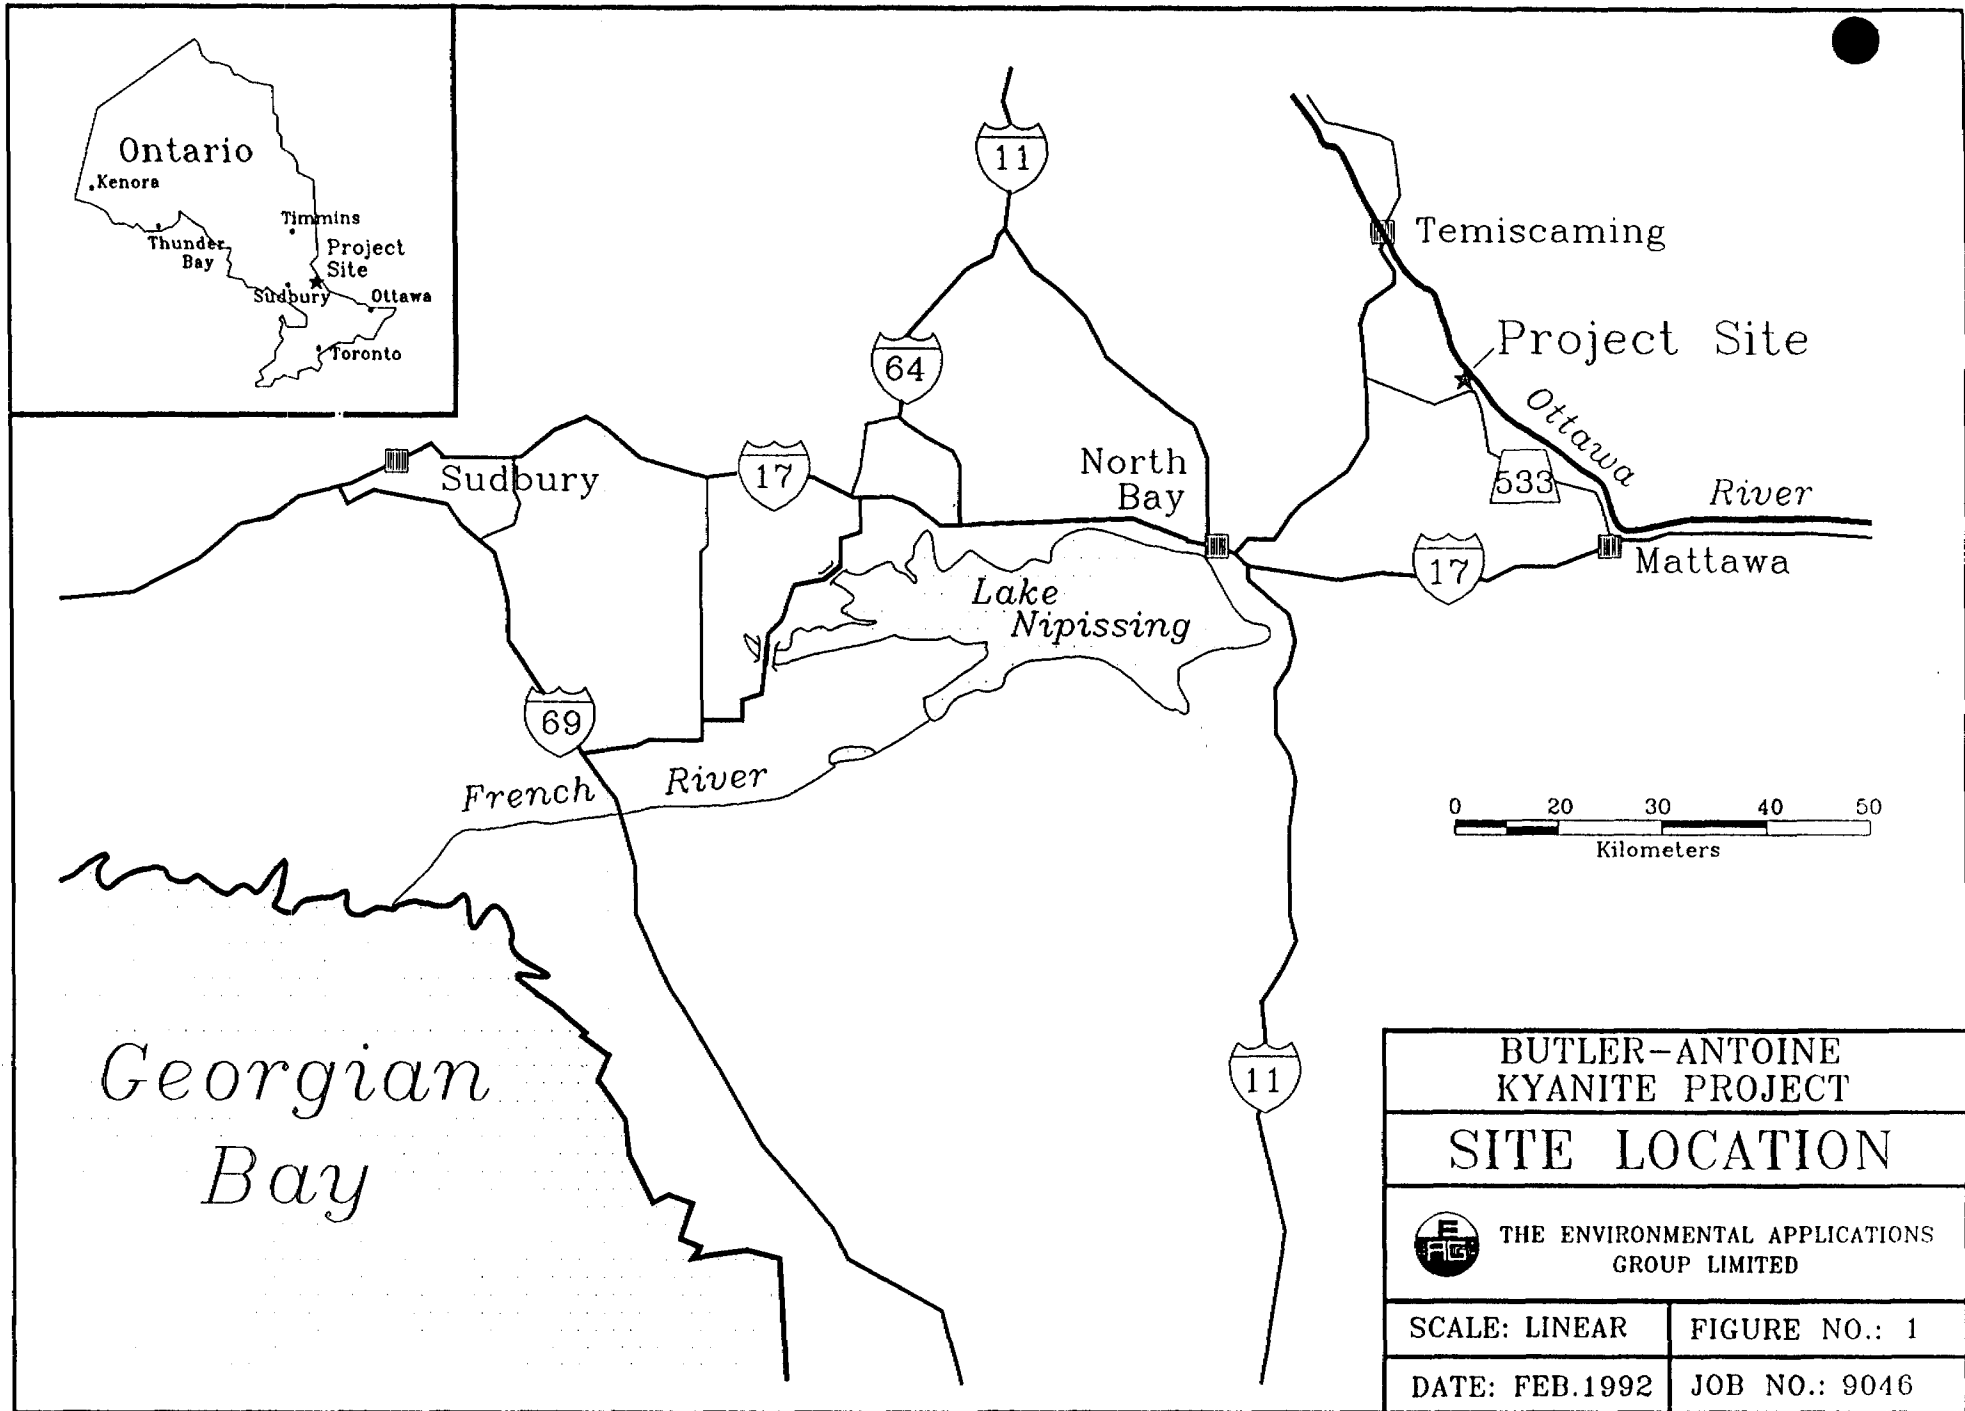 Ontario
Kenora
Timmins
Thunder
Bay
Project
Site
Sudbury
Ottawa
Toronto
11
64
17
69
533
17
11
Temiscaming
Project Site
Ottawa
River
Sudbury
North
Bay
Mattawa
Lake
Nipissing
French River
0 20 30 40 50
Kilometers
Georgian
Bay
BUTLER-ANTOINE
KYANITE PROJECT
SITE LOCATION
EAG
THE ENVIRONMENTAL APPLICATIONS
GROUP LIMITED
SCALE: LINEAR
FIGURE NO.: 1
DATE: FEB.1992
JOB NO.: 9046